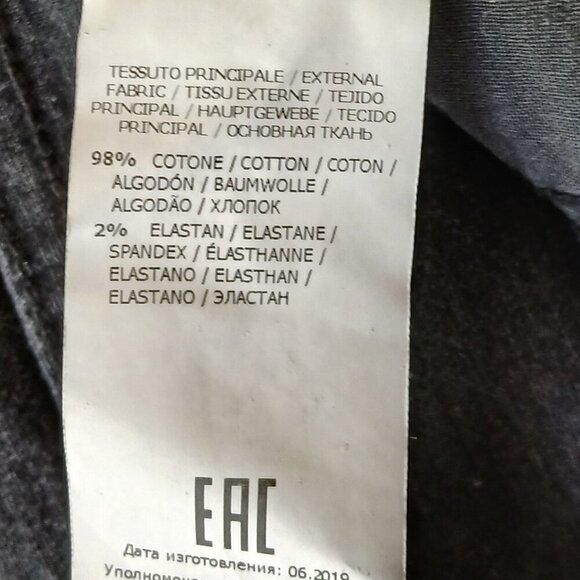 TESSUTO PRINCIPALE / EXTERNAL
FABRIC / TISSU EXTERNE / TEJIDO
PRINCIPAL / HAUPTGEWEBE / TECIDO
PRINCIPAL / ОСНОВНАЯ ТКАНЬ
98% COTONE / COTTON / COTON /
ALGODÓN / BAUMWOLLE /
ALGODÃO / ХЛОПОК
2% ELASTAN / ELASTANE /
SPANDEX / ÉLASTHANNE /
ELASTANO / ELASTHAN /
ELASTANO / ЭЛАСТАН
EAC
Дата изготовления: 06.2019